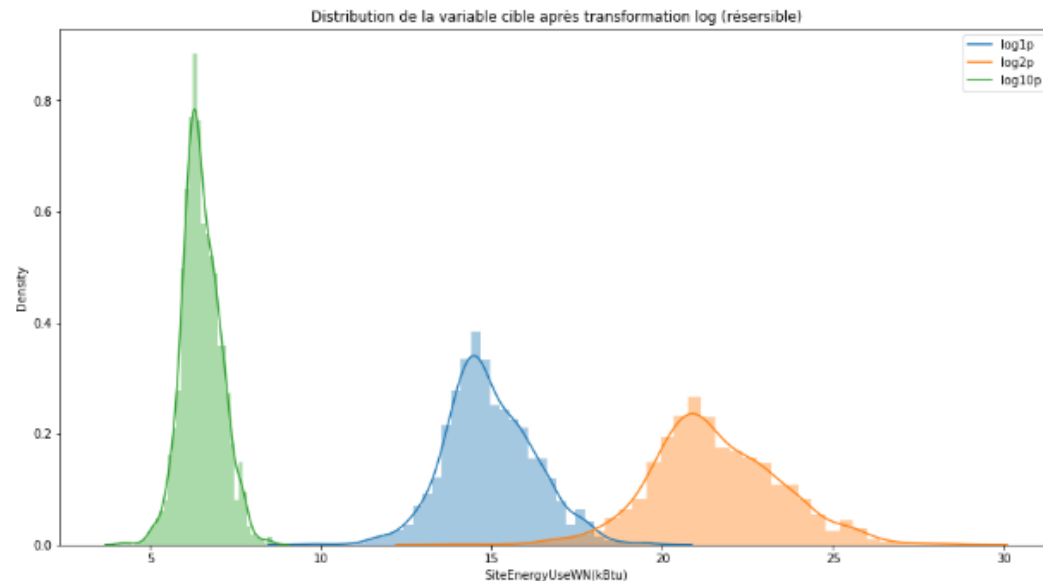 Distribution de la variable cible après transformation log (résersible)
log1p
log2p
log10p
0.8
0.6
Density
0.4
0.2
0.0
5
10
15
20
25
30
SiteEnergyUseWN(kBtu)